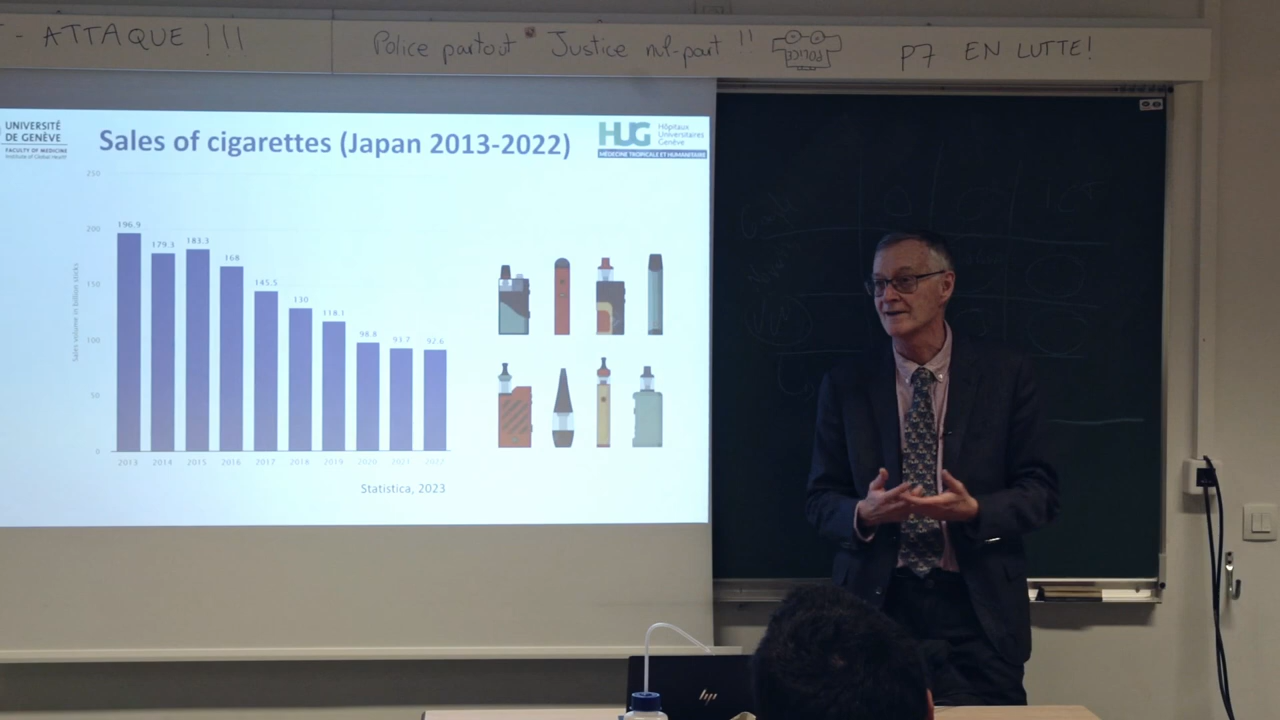 - ATTAQUE !!!
Police partout Justice nul-part !!
POLICE
P7 EN LUTTE!
UNIVERSITÉ
DE GENÈVE
FACULTY OF MEDICINE
Institute of Global Health
Sales of cigarettes (Japan 2013-2022)
HUG
Hôpitaux
Universitaires
Genève
MÉDECINE TROPICALE ET HUMANITAIRE
Sales volume in billion sticks
250
200
150
100
50
0
196.9
179.3
183.3
168
145.5
130
118.1
98.8
93.7
92.6
2013 2014 2015 2016 2017 2018 2019 2020 2021 2022
Statistica, 2023
hp